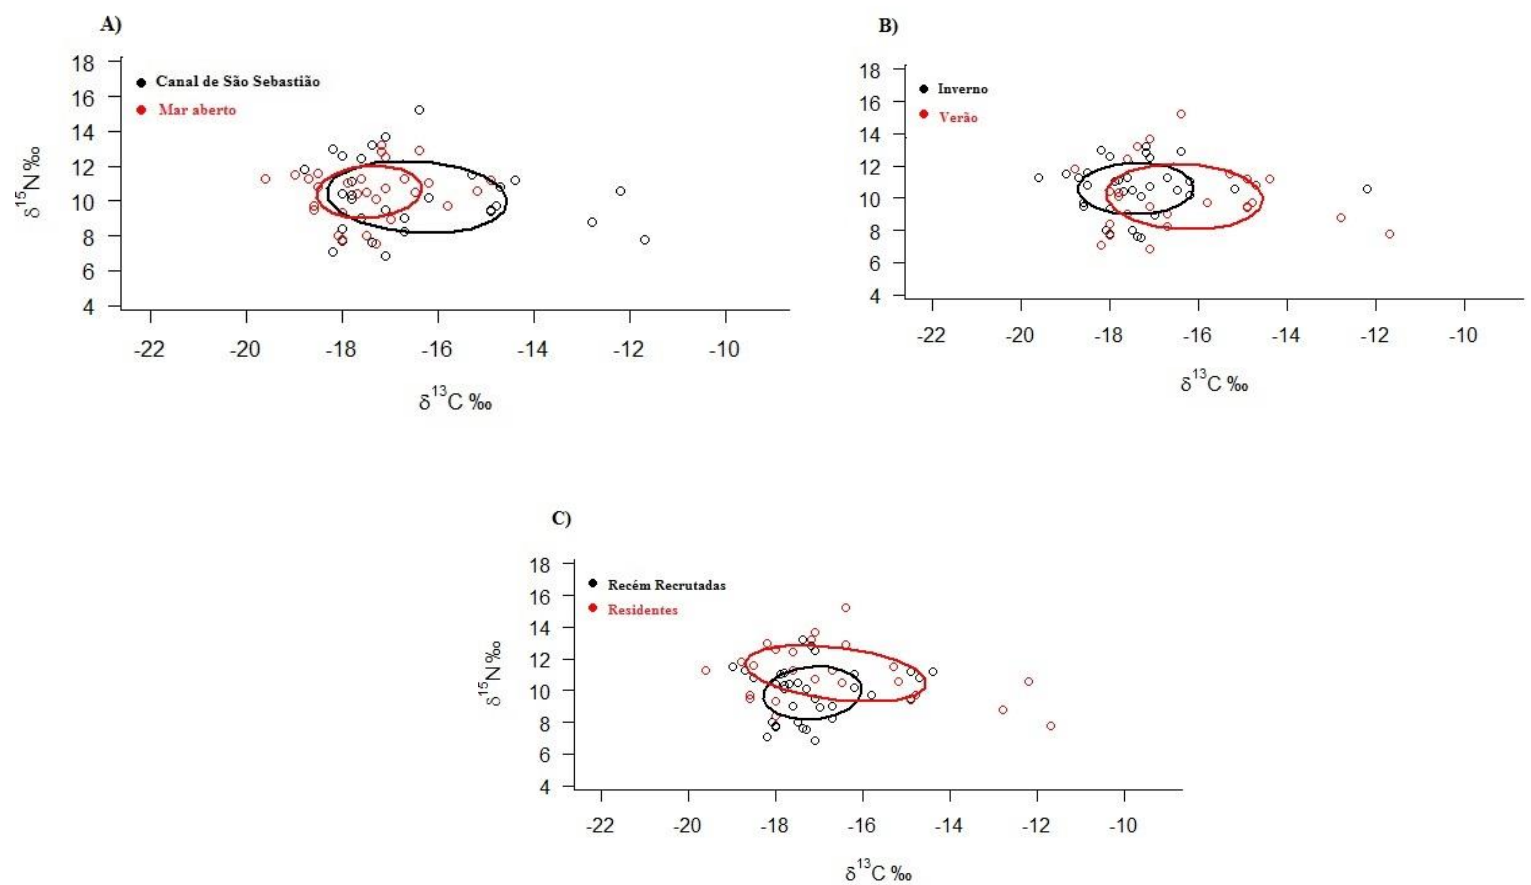 A)
18
16
14
12
10
8
6
4
δ15N‰
Canal de São Sebastião
Mar aberto
-22 -20 -18 -16 -14 -12 -10
δ13C ‰
B)
18
16
14
12
10
8
6
4
Inverno
Verão
-22 -20 -18 -16 -14 -12 -10
δ13C ‰
C)
18
16
14
12
10
8
6
4
δ15N‰
Recém Recrutadas
Residentes
-22 -20 -18 -16 -14 -12 -10
δ13C ‰